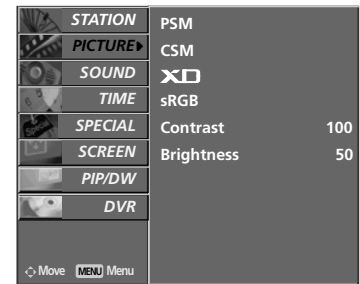 STATION
PICTURE
SOUND
TIME
SPECIAL
SCREEN
PIP/DW
DVR
Move MENU Menu
PSM
CSM
XD
sRGB
Contrast 100
Brightness 50